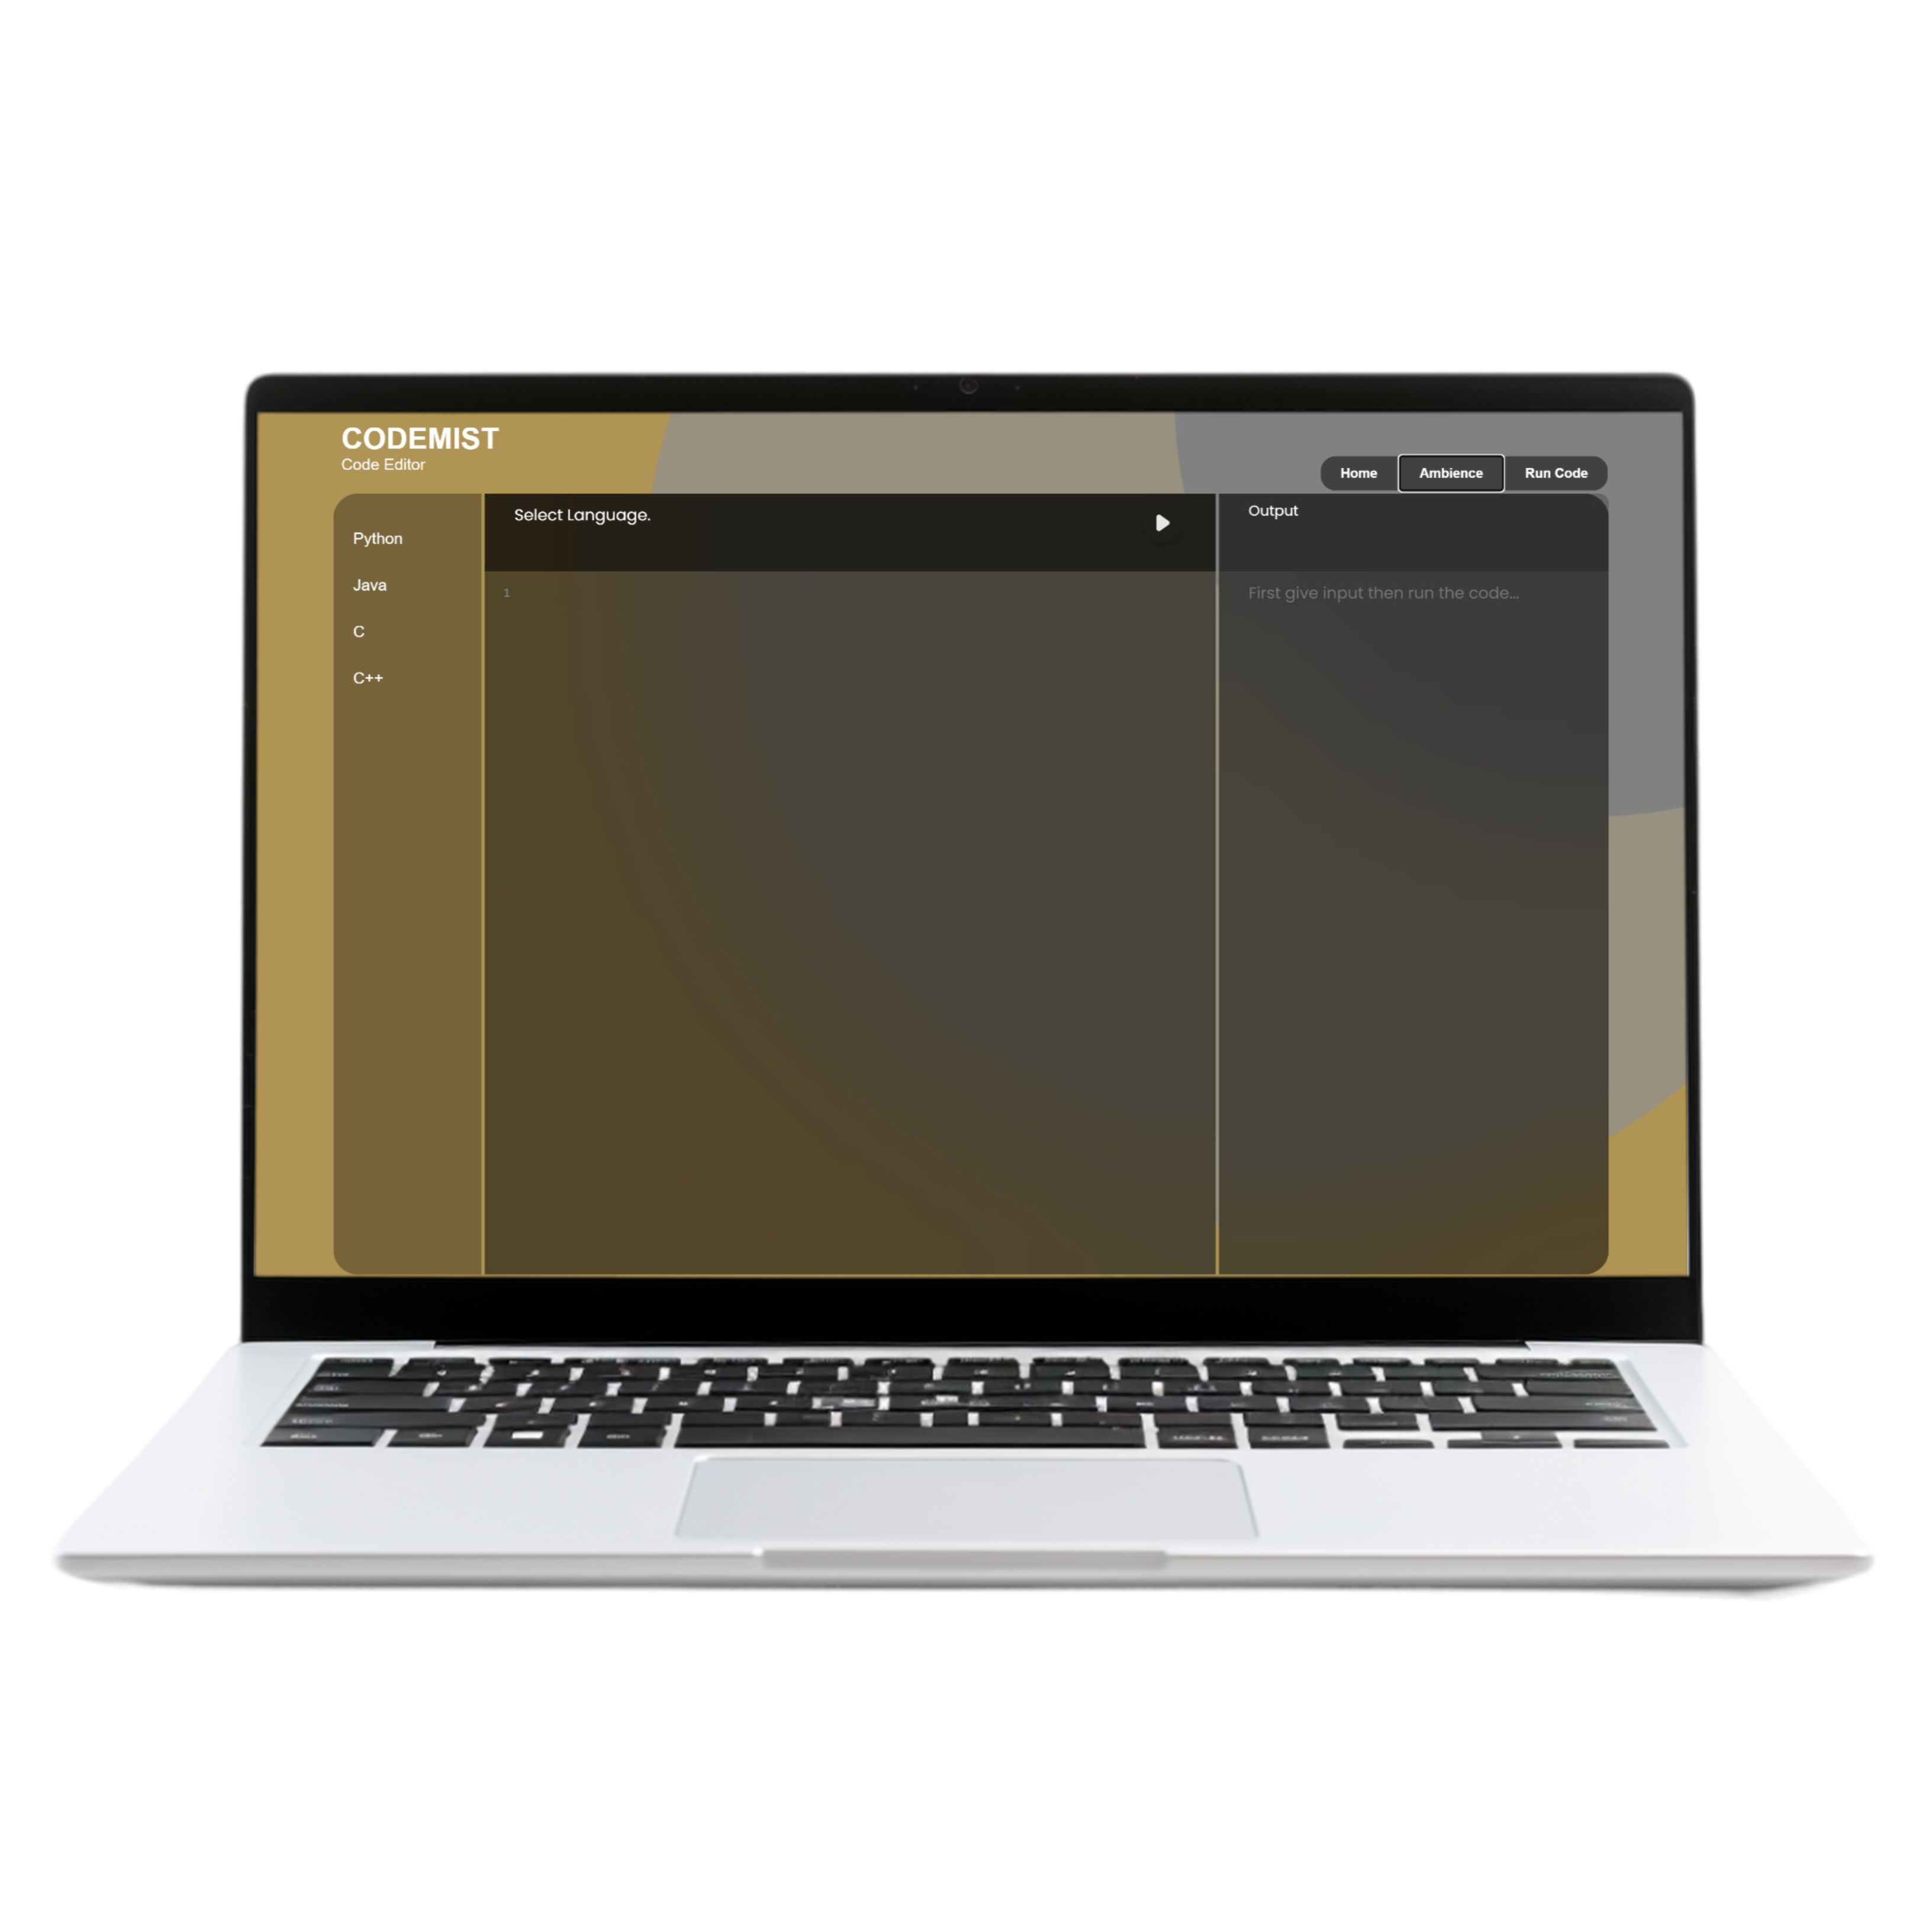 CODEMIST
Code Editor
Home
Ambience
Run Code
Python
Java
C
C++
Select Language.
1
Output
First give input then run the code...